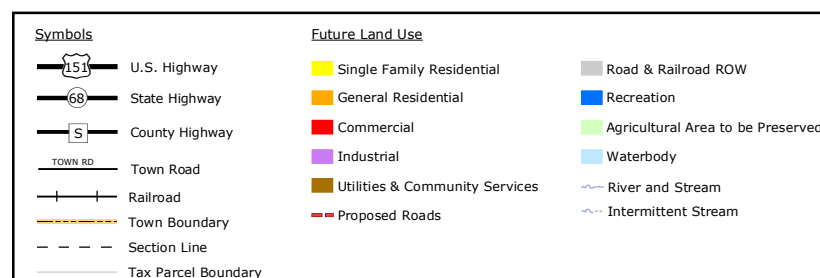 Symbols
151 U.S. Highway
68 State Highway
S County Highway
TOWN RD Town Road
Railroad
Town Boundary
Section Line
Tax Parcel Boundary
Future Land Use
Single Family Residential
General Residential
Commercial
Industrial
Utilities & Community Services
Proposed Roads
Road & Railroad ROW
Recreation
Agricultural Area to be Preserved
Waterbody
River and Stream
Intermittent Stream